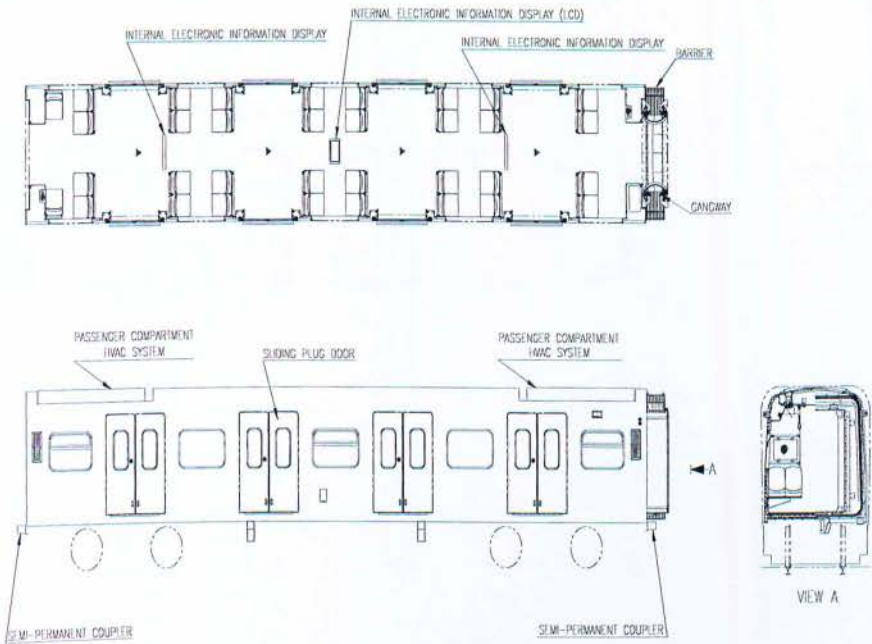 INTERNAL ELECTRONIC INFORMATION DISPLAY (LCD)
INTERNAL ELECTRONIC INFORMATION DISPLAY
INTERNAL ELECTRONIC INFORMATION DISPLAY
BARRIER
GANGWAY
PASSENGER COMPARTMENT
HVAC SYSTEM
SLIDING PLUG DOOR
PASSENGER COMPARTMENT
HVAC SYSTEM
A
VIEW A
SEMI-PERMANENT COUPLER
SEMI-PERMANENT COUPLER